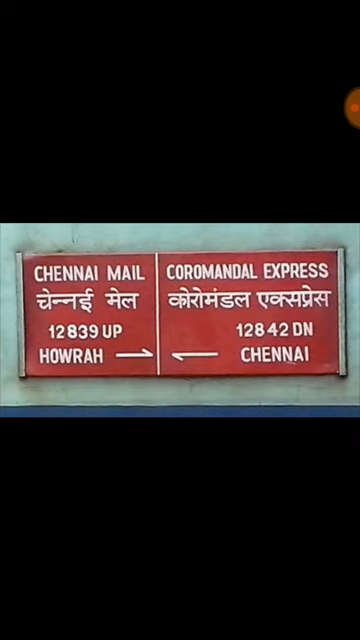 CHENNAI MAIL
चेन्नई मेल
12839 UP
HOWRAH →
COROMANDAL EXPRESS
कोरोमंडल एक्सप्रेस
12842 DN
← CHENNAI